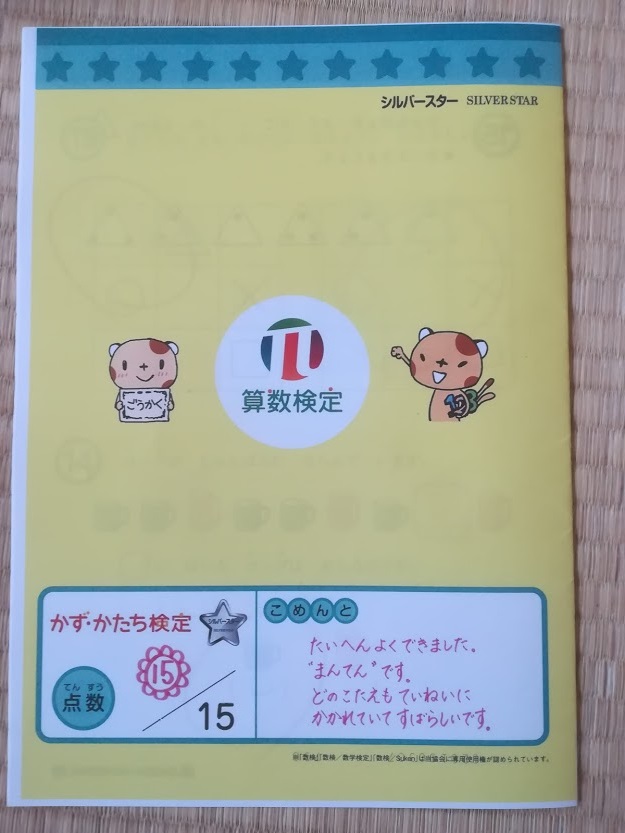 シルバースター SILVER STAR
ごうかく
算数検定
123
かず・かたち検定
シルバースター
てんすう
点数
15
15
こめんと
たいへんよくできました。
"まんてん"です。
どのこたえもていねいに
かかれていてすばらしいです。